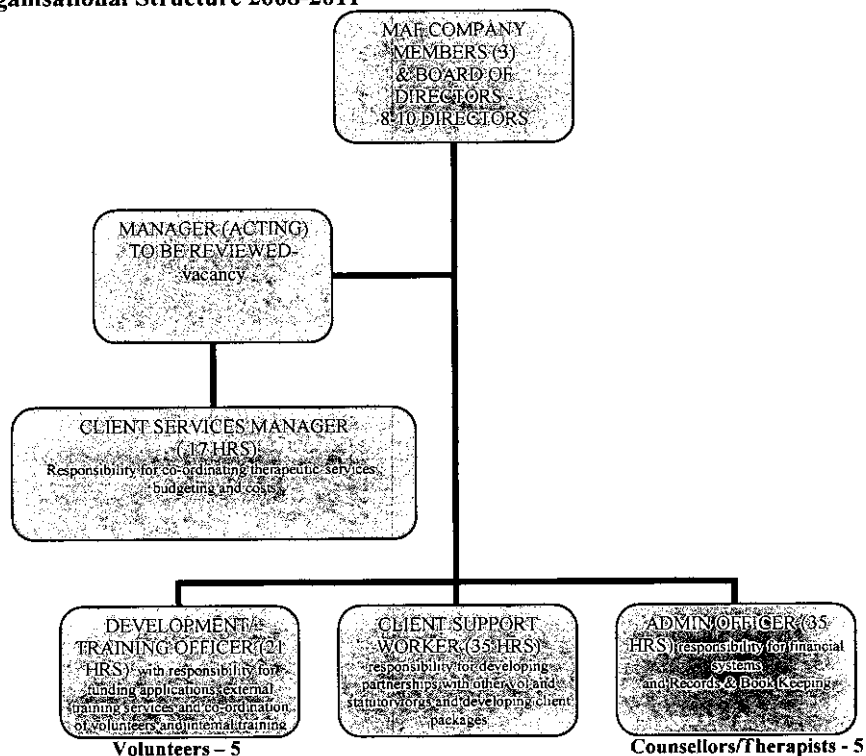 ganisational Structure 2008-2011
MAF COMPANY
MEMBERS (3)
& BOARD OF
DIRECTORS -
8-10 DIRECTORS
MANAGER (ACTING)
TO BE REVIEWED-
vacancy
CLIENT SERVICES MANAGER
( 17 HRS)
Responsibility for co-ordinating therapeutic services,
budgeting and costs
DEVELOPMENT/
TRAINING OFFICER (21
HRS) with responsibility for
funding applications, external
training services and co-ordination
of volunteers and internal training
CLIENT SUPPORT
WORKER (35 HRS)
responsibility for developing
partnerships with other vol and
statutory orgs and developing client
packages
ADMIN OFFICER (35
HRS) responsibility for financial
systems
and Records & Book Keeping
Volunteers – 5
Counsellors/Therapists - 5